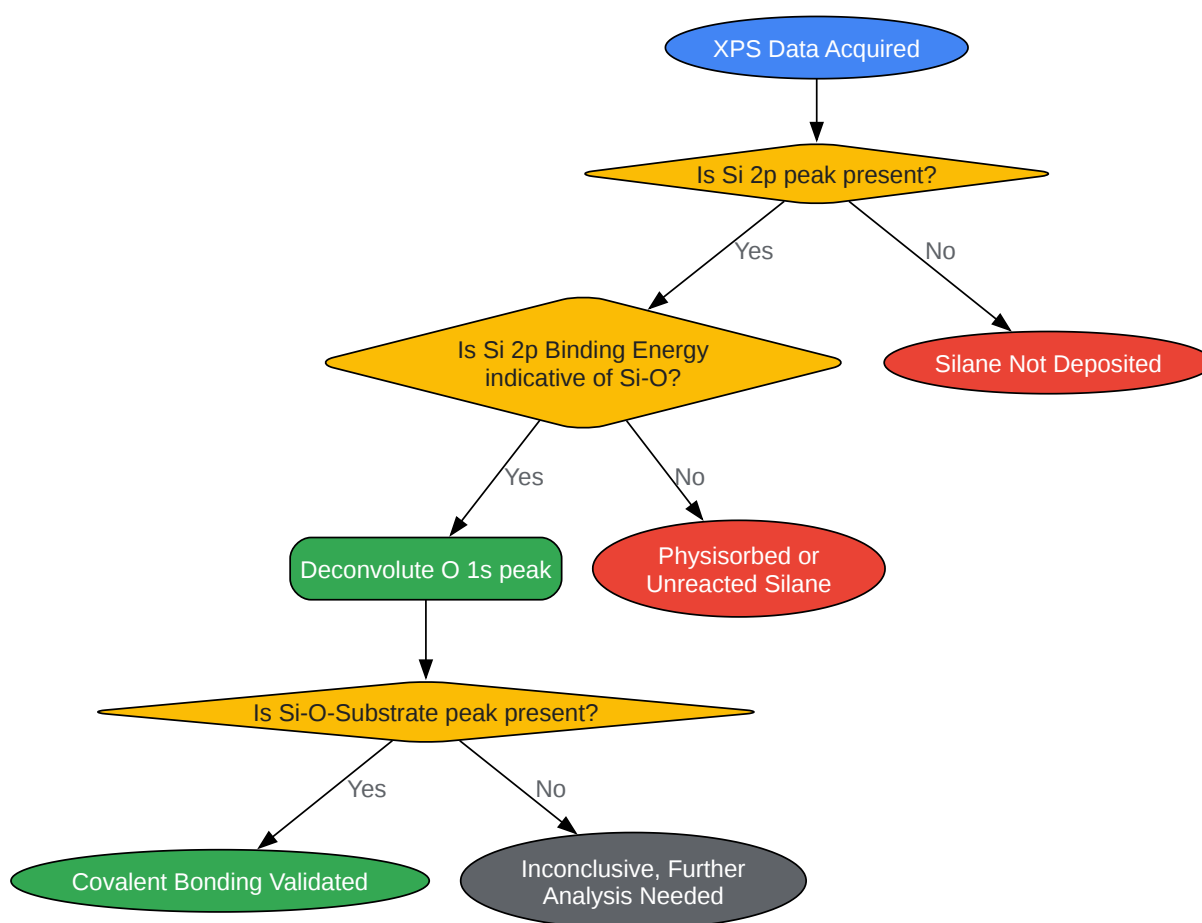 XPS Data Acquired
Is Si 2p peak present?
Yes
No
Is Si 2p Binding Energy
indicative of Si-O?
Silane Not Deposited
Yes
No
Deconvolute O 1s peak
Physisorbed or
Unreacted Silane
Is Si-O-Substrate peak present?
Yes
No
Covalent Bonding Validated
Inconclusive, Further
Analysis Needed